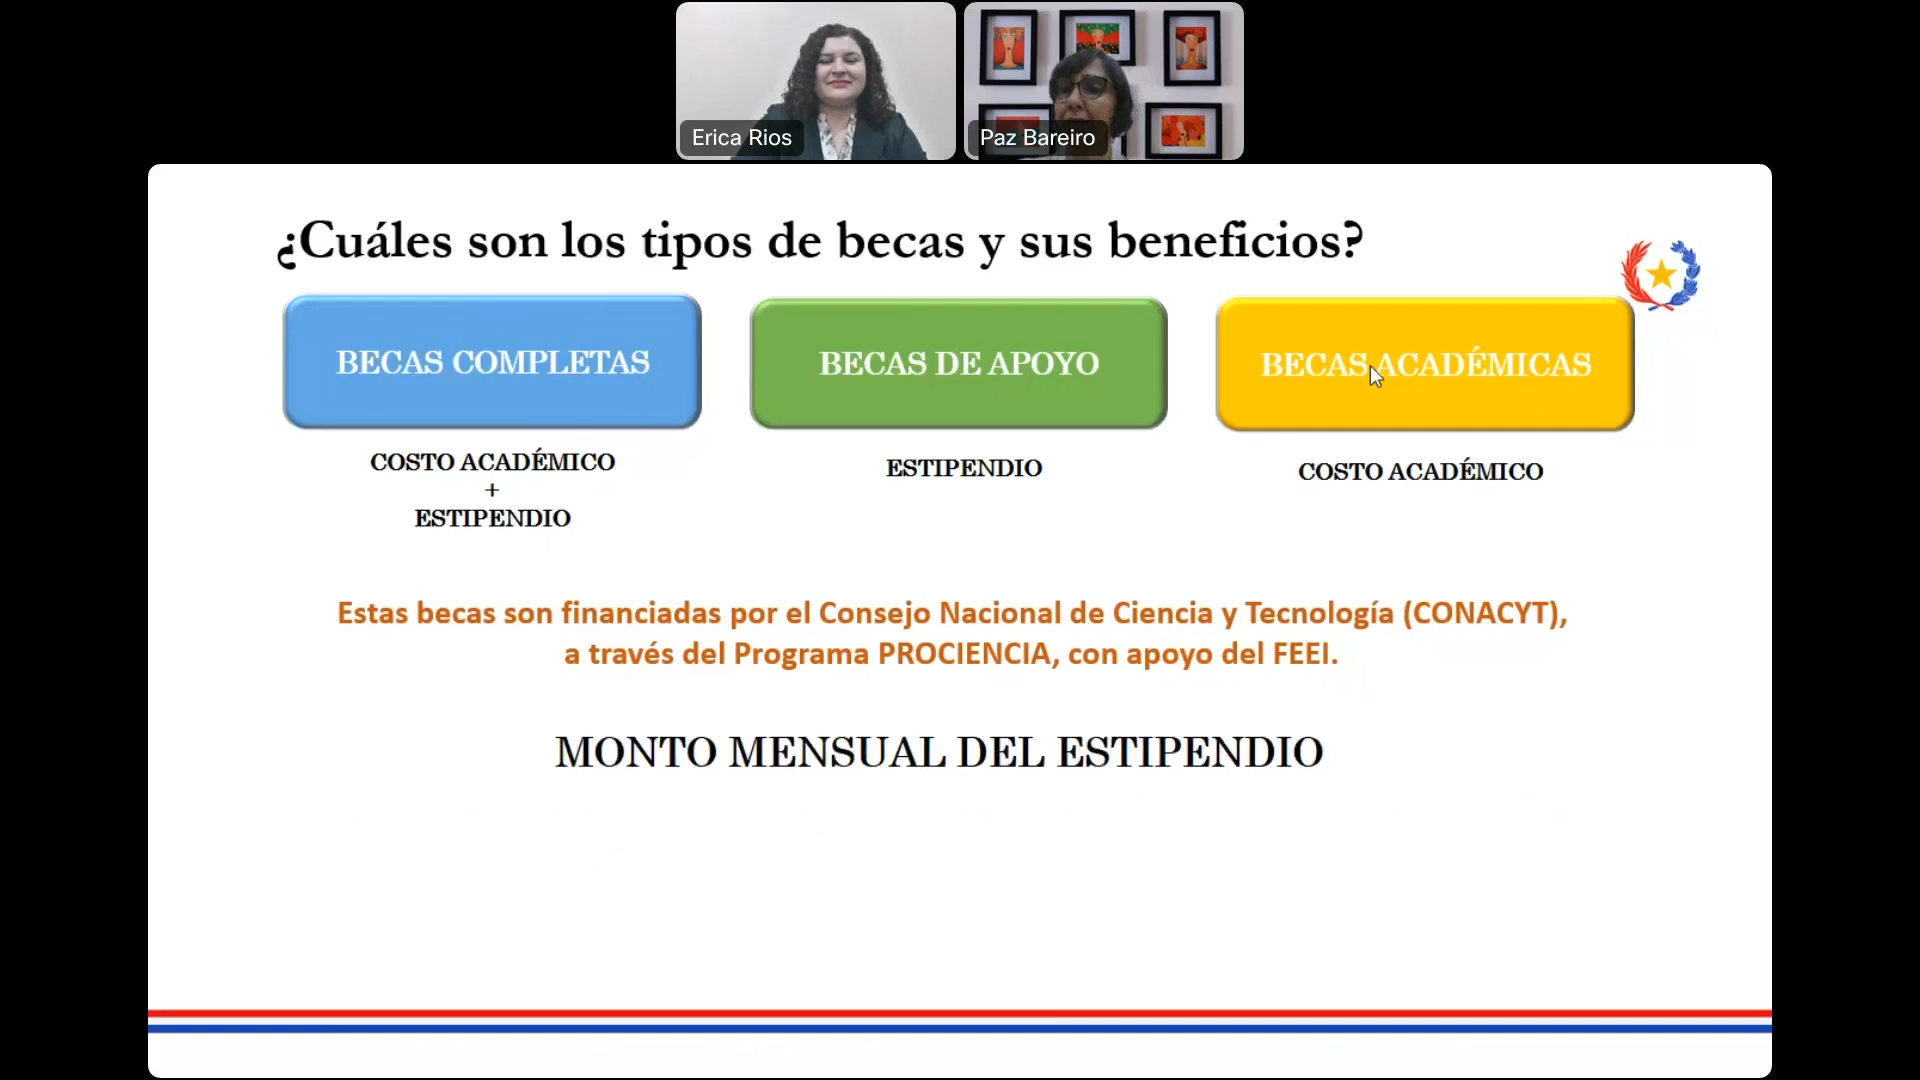 Erica Rios
Paz Bareiro
¿Cuáles son los tipos de becas y sus beneficios?
BECAS COMPLETAS
BECAS DE APOYO
BECAS ACADÉMICAS
COSTO ACADÉMICO
+
ESTIPENDIO
ESTIPENDIO
COSTO ACADÉMICO
Estas becas son financiadas por el Consejo Nacional de Ciencia y Tecnología (CONACYT),
a través del Programa PROCIENCIA, con apoyo del FEEI.
MONTO MENSUAL DEL ESTIPENDIO